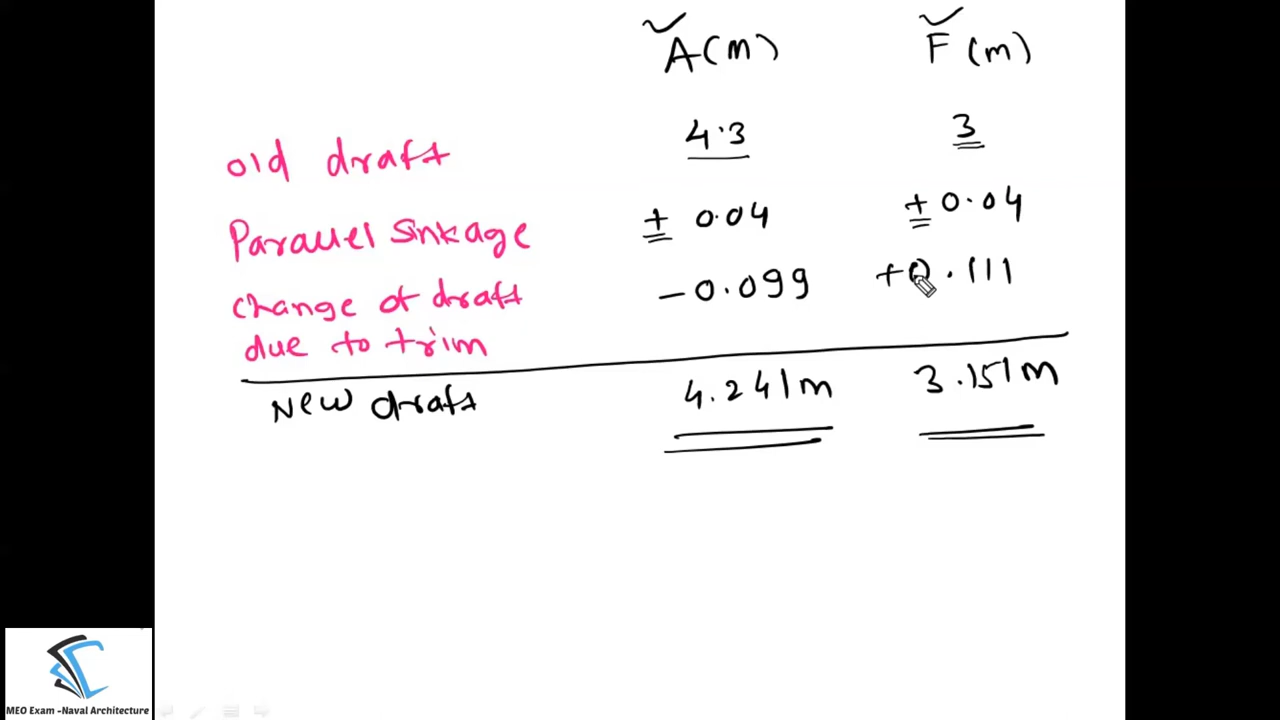 A(m) F(m)
old draft 4.3 3
Parallel sinkage + 0.04 + 0.04
change of draft - 0.099 +0.111
due to trim
New draft 4.241m 3.151m
MEO Exam -Naval Architecture